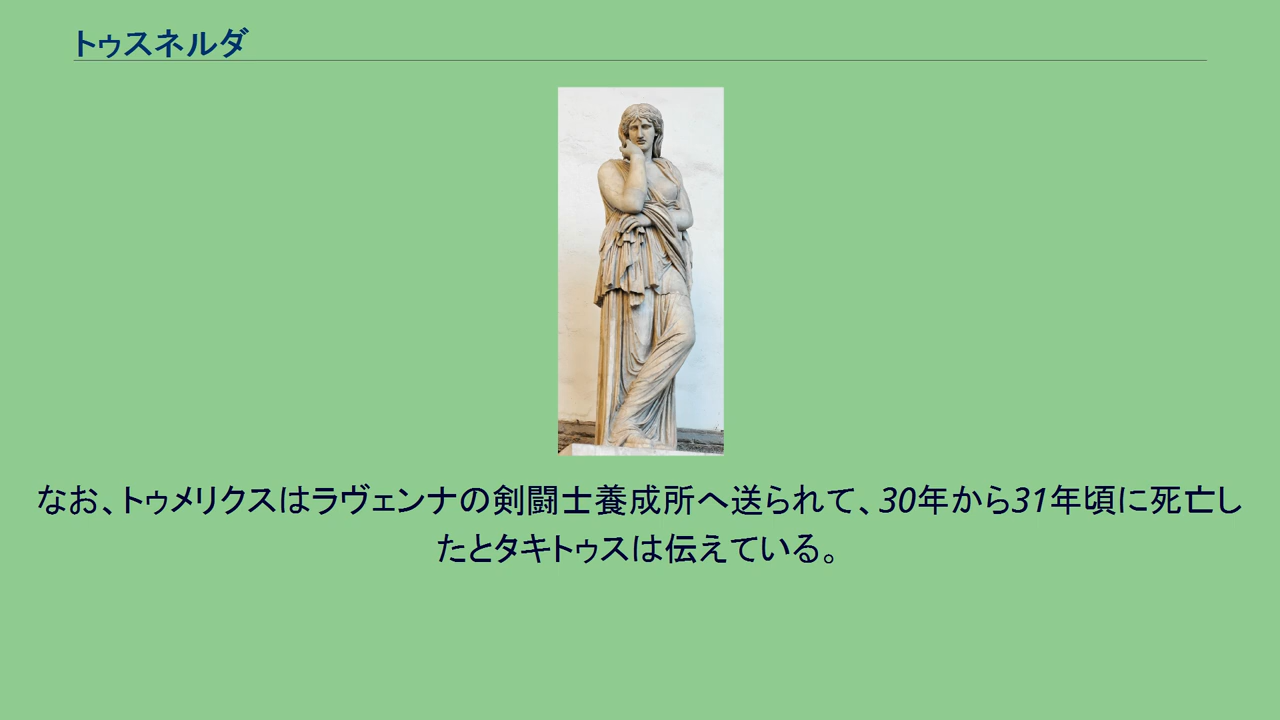 トゥスネルダ
なお、トゥメリクスはラヴェンナの剣闘士養成所へ送られて、30年から31年頃に死亡し
たとタキトゥスは伝えている。